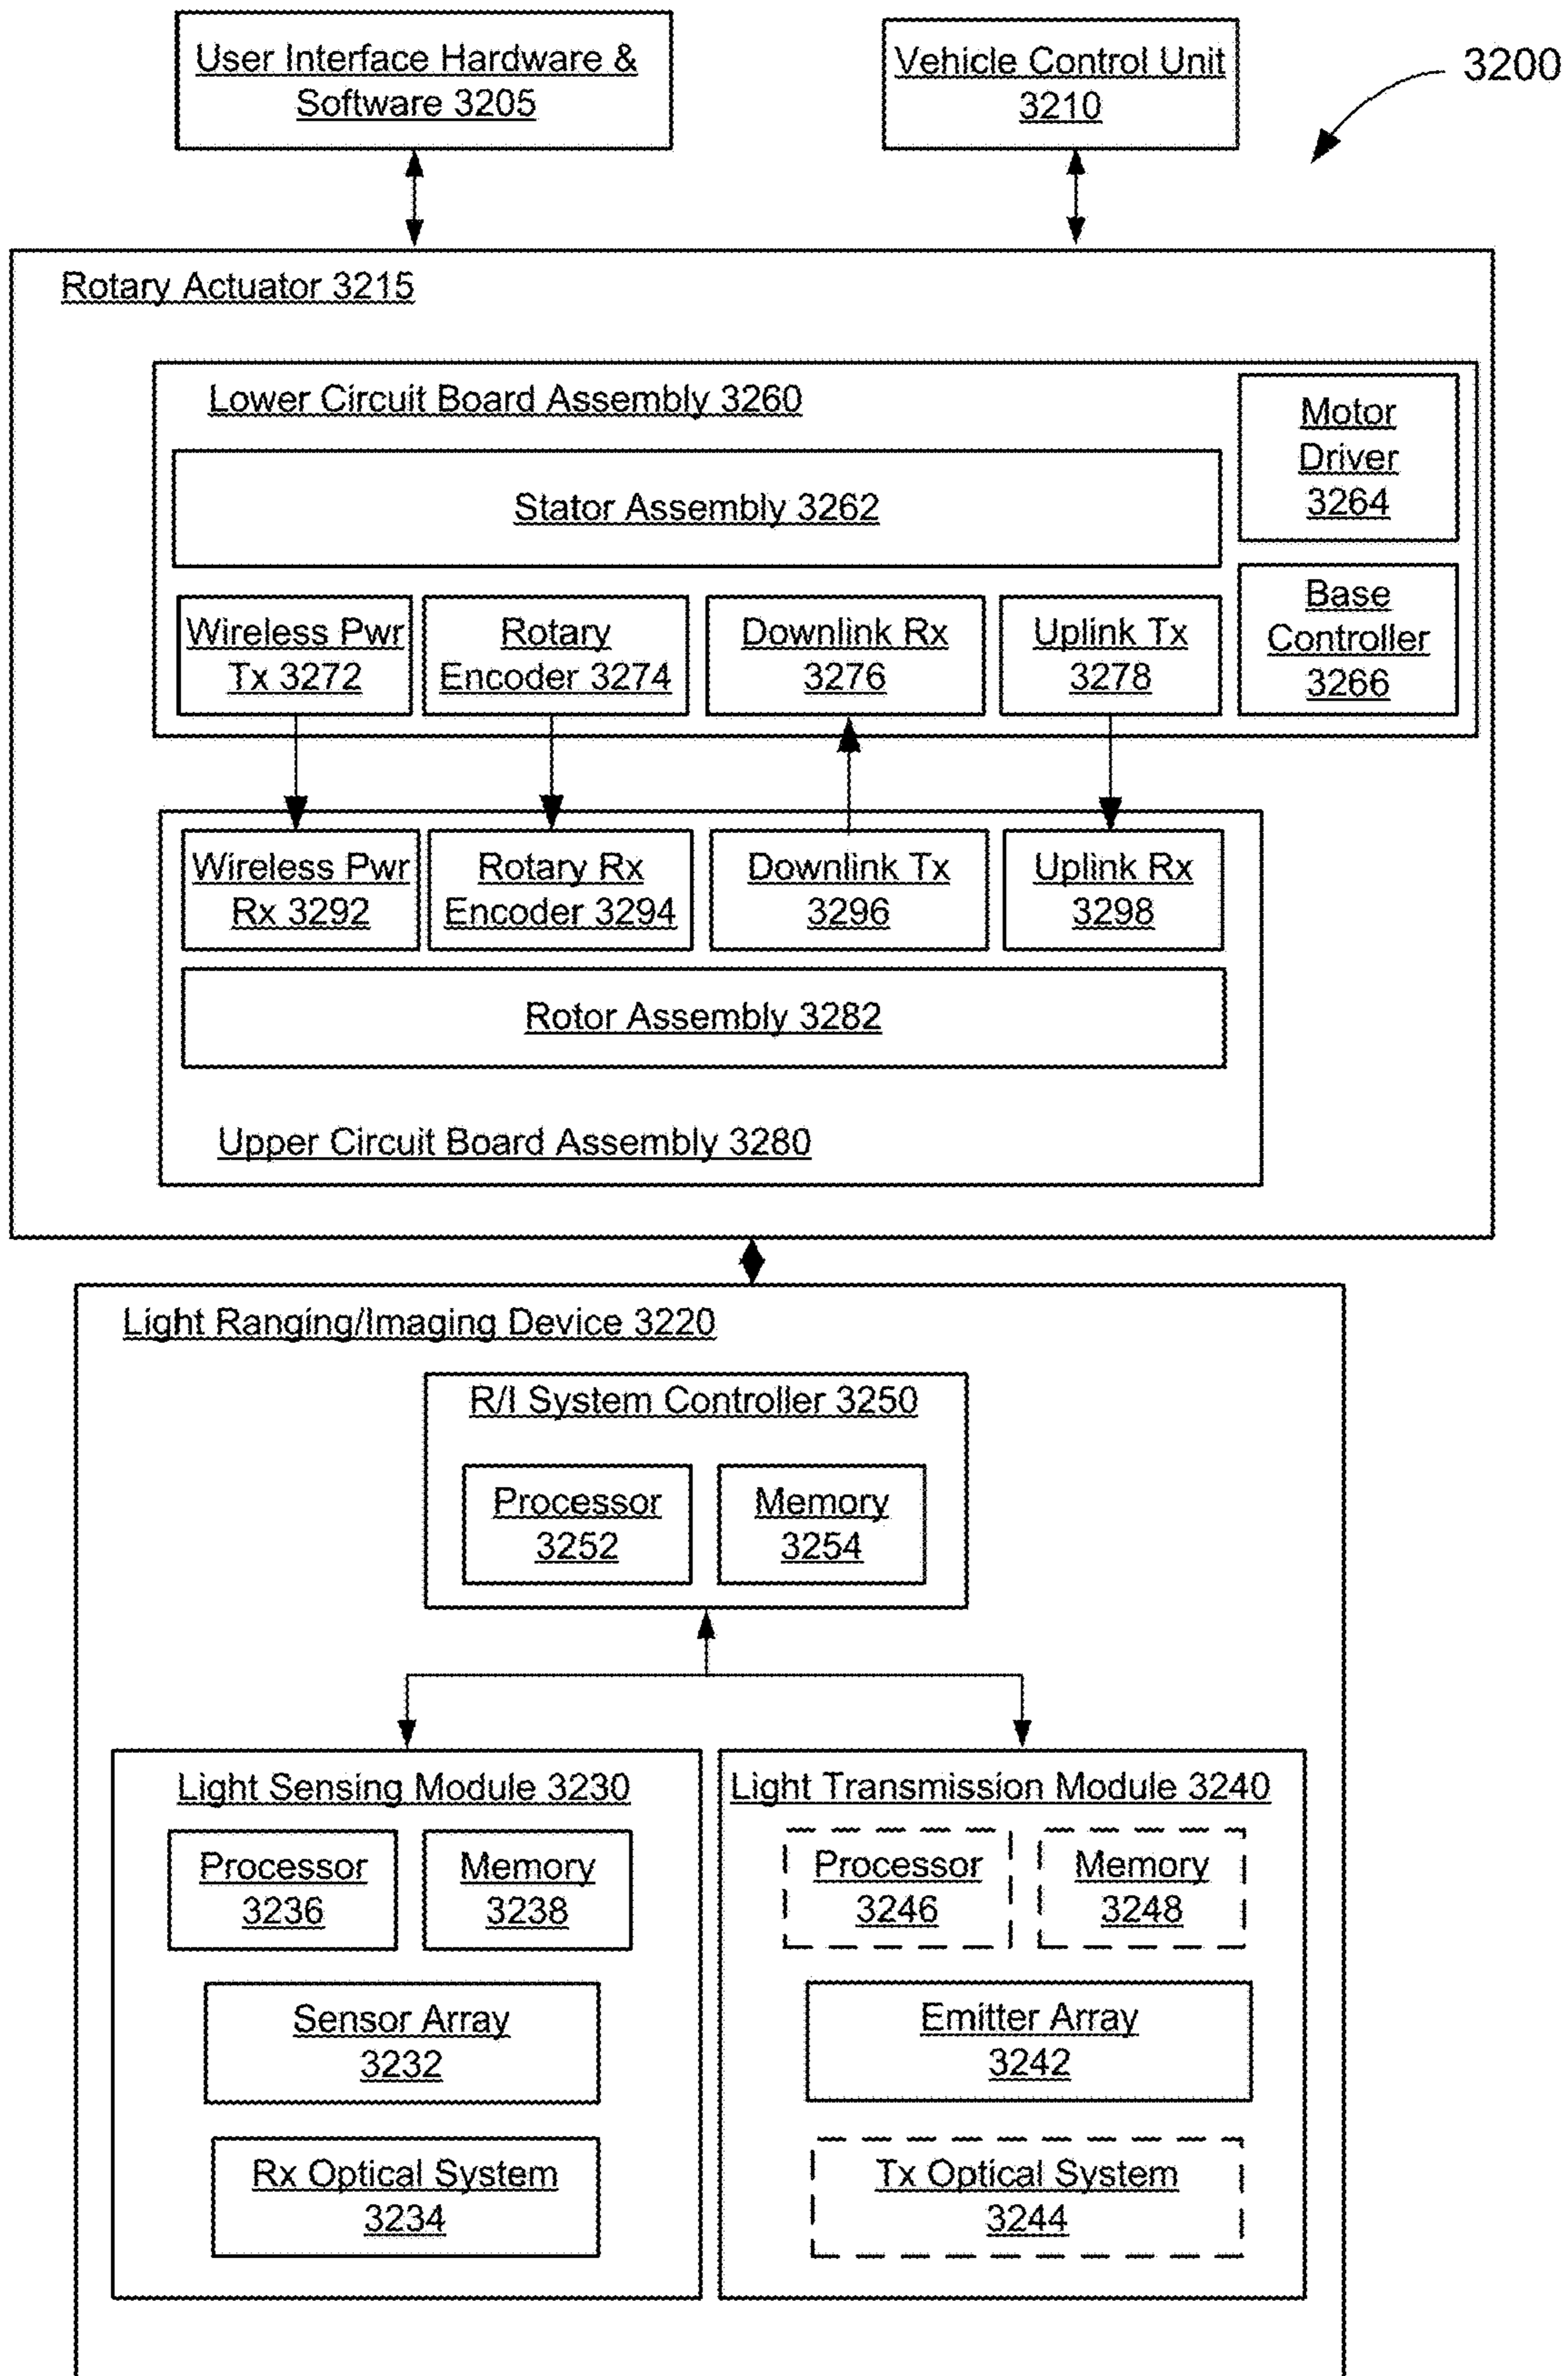 User Interface Hardware &
Software 3205
Vehicle Control Unit
3210
3200
Rotary Actuator 3215
Lower Circuit Board Assembly 3260
Motor
Driver
3264
Stator Assembly 3262
Base
Controller
3266
Wireless Pwr
Tx 3272
Rotary
Encoder 3274
Downlink Rx
3276
Uplink Tx
3278
Wireless Pwr
Rx 3292
Rotary Rx
Encoder 3294
Downlink Tx
3296
Uplink Rx
3298
Rotor Assembly 3282
Upper Circuit Board Assembly 3280
Light Ranging/Imaging Device 3220
R/I System Controller 3250
Processor
3252
Memory
3254
Light Sensing Module 3230
Processor
3236
Memory
3238
Sensor Array
3232
Rx Optical System
3234
Light Transmission Module 3240
Processor
3246
Memory
3248
Emitter Array
3242
Tx Optical System
3244